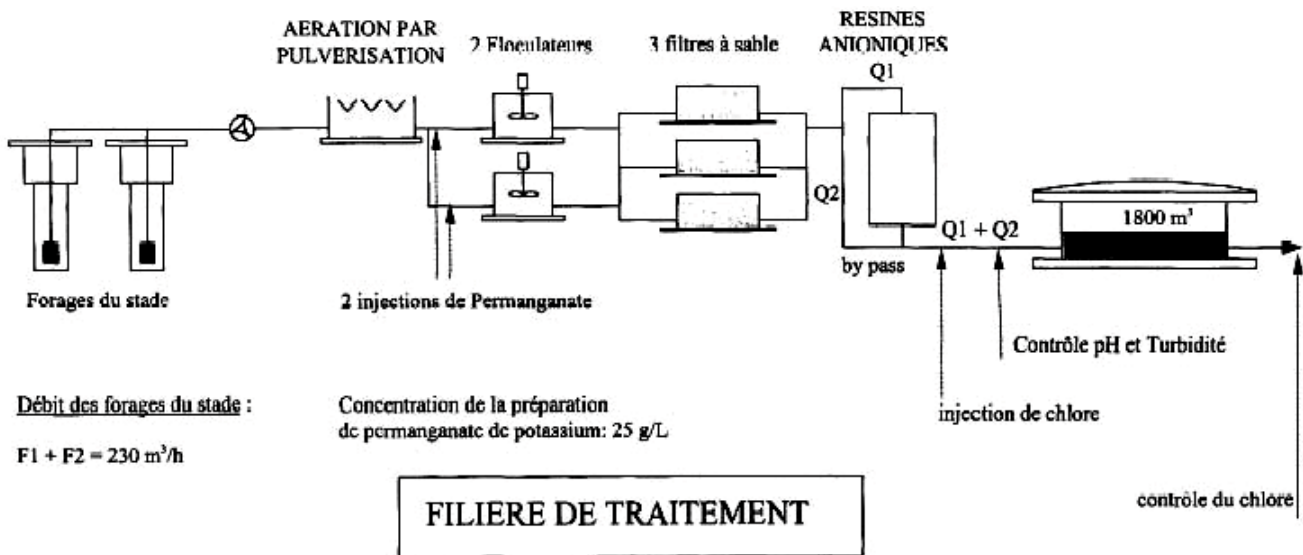 AERATION PAR
PULVERISATION
2 Floculateurs
3 filtres à sable
RESINES
ANIONIQUES
Q1
Q2
1800 m³
Q1 + Q2
by pass
Forages du stade
2 injections de Permanganate
Contrôle pH et Turbidité
Débit des forages du stade :
Concentration de la préparation
de permanganate de potassium: 25 g/L
injection de chlore
F1 + F2 = 230 m³/h
contrôle du chlore
FILIERE DE TRAITEMENT